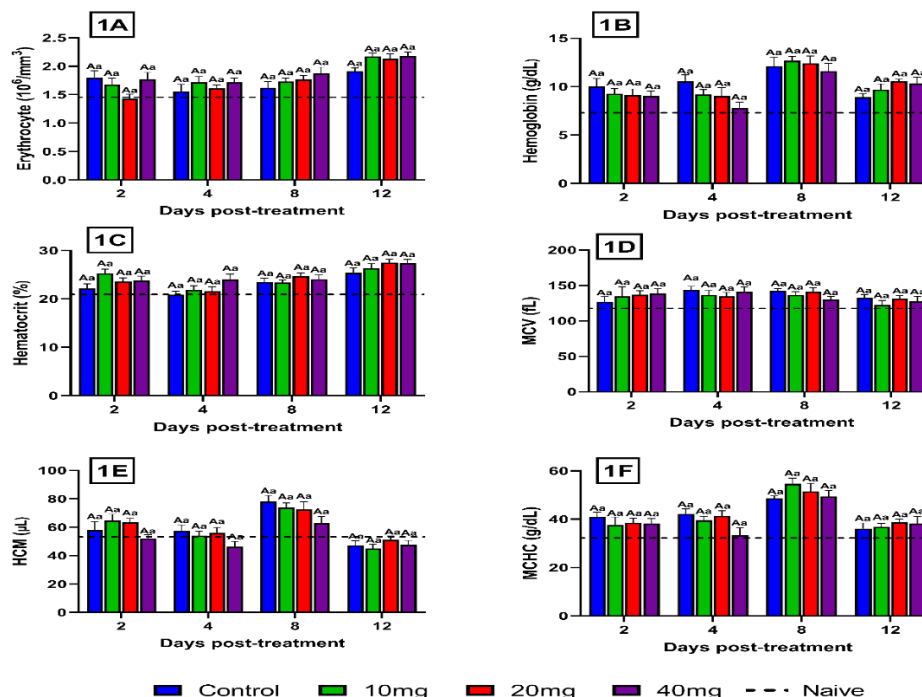 1A
Erythrocyte (10⁶/mm³)
2.5
2.0
1.5
1.0
0.5
0.0
Aa Aa Aa Aa Aa Aa Aa Aa Aa Aa Aa Aa Aa Aa Aa Aa
2 4 8 12
Days post-treatment
1B
Hemoglobin (g/dL)
15
10
5
0
Aa Aa Aa Aa Aa Aa Aa Aa Aa Aa Aa Aa Aa Aa Aa Aa
2 4 8 12
Days post-treatment
1C
Hematocrit (%)
30
20
10
0
Aa Aa Aa Aa Aa Aa Aa Aa Aa Aa Aa Aa Aa Aa Aa Aa
2 4 8 12
Days post-treatment
1D
MCV (fL)
200
150
100
50
0
Aa Aa Aa Aa Aa Aa Aa Aa Aa Aa Aa Aa Aa Aa Aa Aa
2 4 8 12
Days post-treatment
1E
HCM (µL)
100
80
60
40
20
0
Aa Aa Aa Aa Aa Aa Aa Aa Aa Aa Aa Aa Aa Aa Aa Aa
2 4 8 12
Days post-treatment
1F
MCHC (g/dL)
60
40
20
0
Aa Aa Aa Aa Aa Aa Aa Aa Aa Aa Aa Aa Aa Aa Aa Aa
2 4 8 12
Days post-treatment
Control 10mg 20mg 40mg Naive